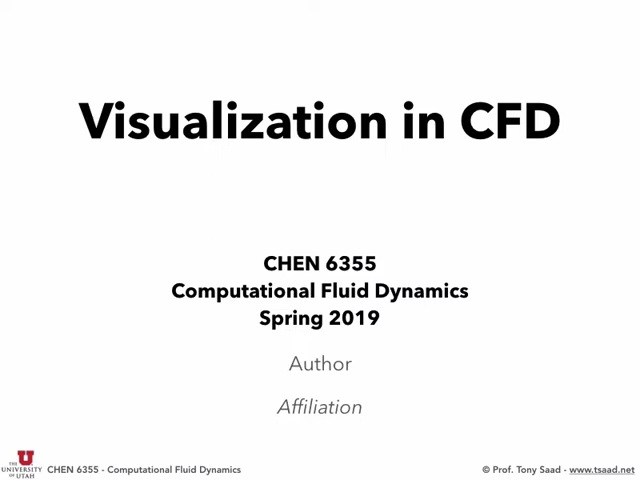 Visualization in CFD
CHEN 6355
Computational Fluid Dynamics
Spring 2019
Author
Affiliation
THE
UNIVERSITY
OF UTAH
CHEN 6355 - Computational Fluid Dynamics
© Prof. Tony Saad - www.tsaad.net